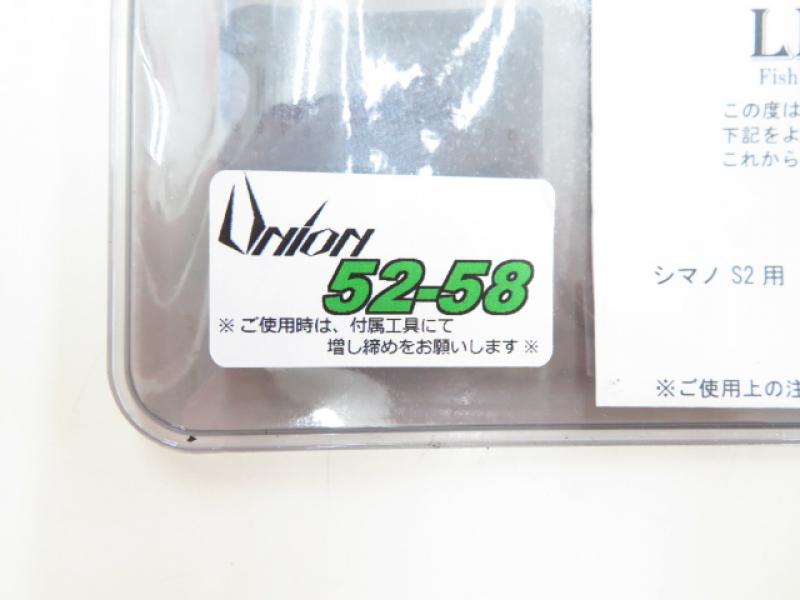 UNION
52-58
※ ご使用時は、付属工具にて
増し締めをお願いします ※
Fish
この度は
下記をよ
これから
シマノ S2 用
※ご使用上の注